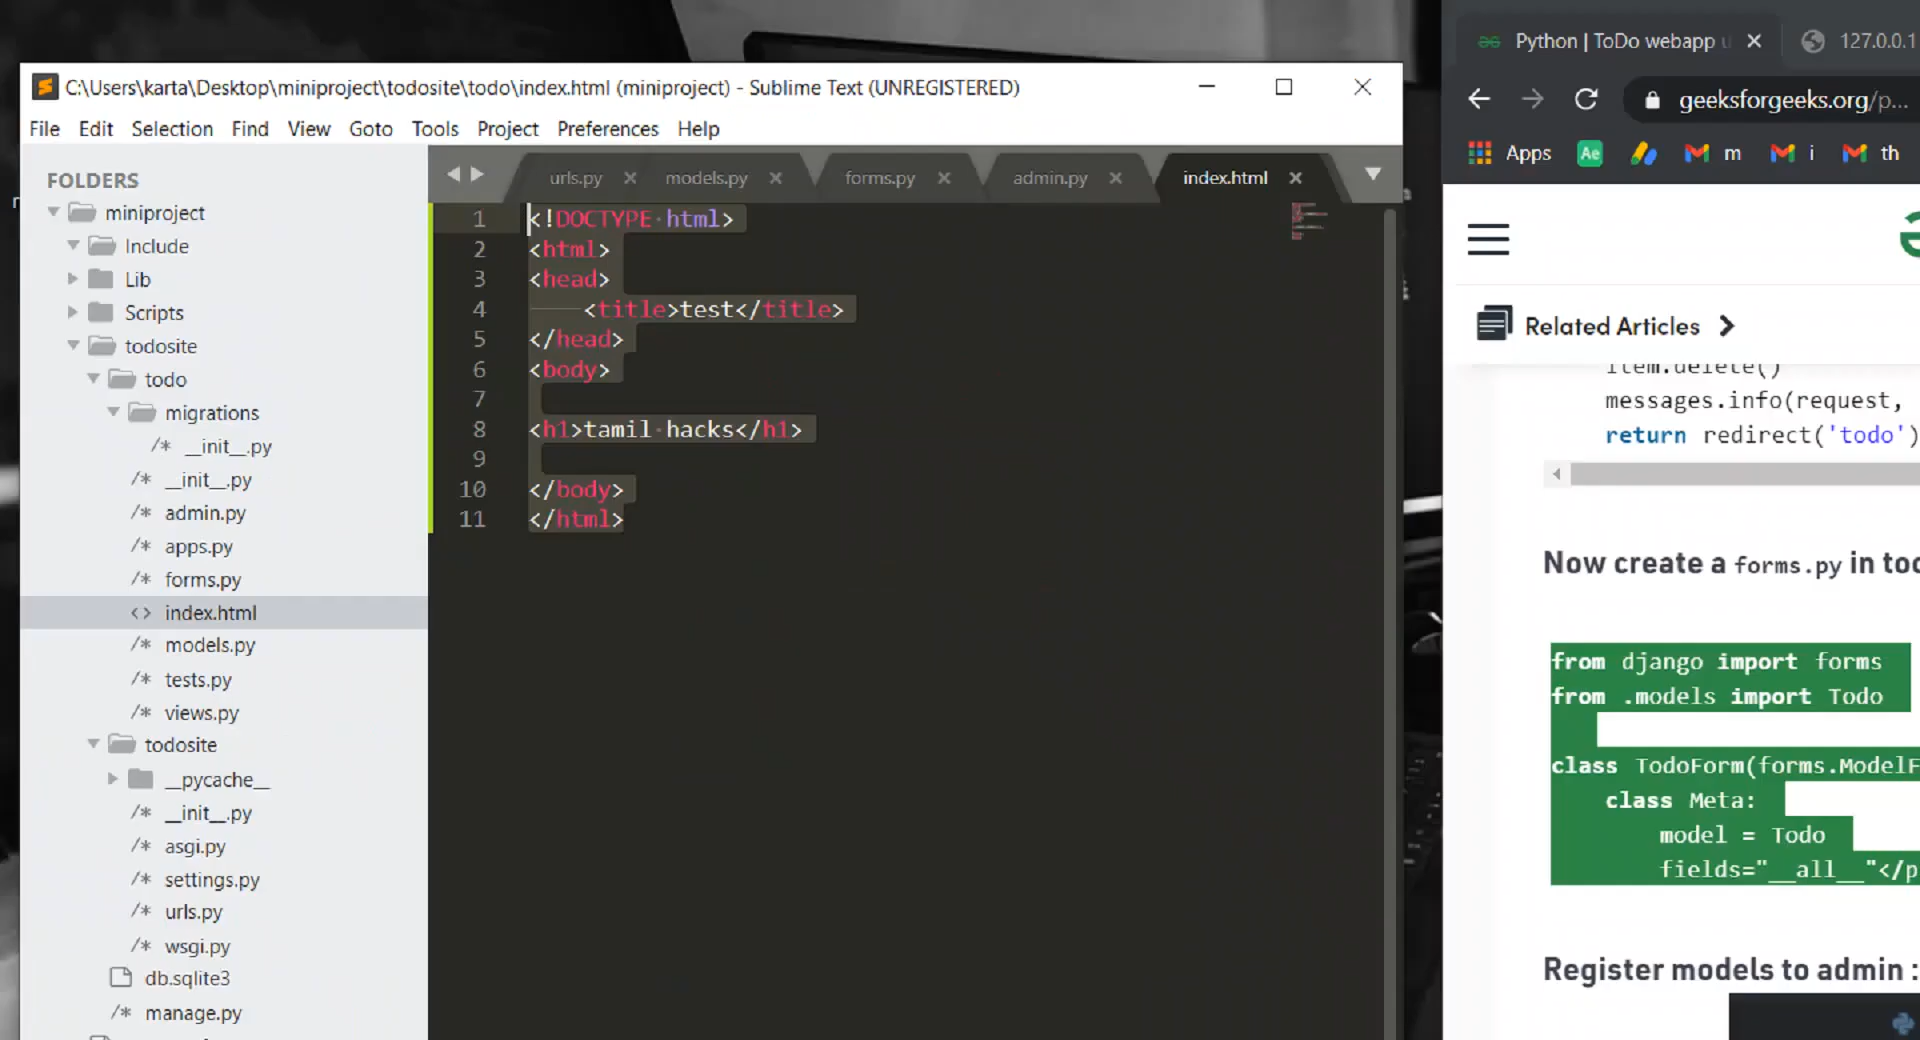 C:\Users\karta\Desktop\miniproject\todosite\todo\index.html (miniproject) - Sublime Text (UNREGISTERED)
File Edit Selection Find View Goto Tools Project Preferences Help
FOLDERS
miniproject
Include
Lib
Scripts
todosite
todo
migrations
/* __init__.py
/* __init__.py
/* admin.py
/* apps.py
/* forms.py
<> index.html
/* models.py
/* tests.py
/* views.py
todosite
__pycache__
/* __init__.py
/* asgi.py
/* settings.py
/* urls.py
/* wsgi.py
db.sqlite3
/* manage.py
urls.py models.py forms.py admin.py index.html
1 <!DOCTYPE html>
2 <html>
3 <head>
4 <title>test</title>
5 </head>
6 <body>
7
8 <h1>tamil hacks</h1>
9
10 </body>
11 </html>
Python | ToDo webapp 127.0.0.1
geeksforgeeks.org/p...
Apps Ae m i th
Related Articles
item.delete()
messages.info(request,
return redirect('todo')
Now create a forms.py in
from django import forms
from .models import Todo
class TodoForm(forms.ModelF
class Meta:
model = Todo
fields="__all__"</p
Register models to admin :